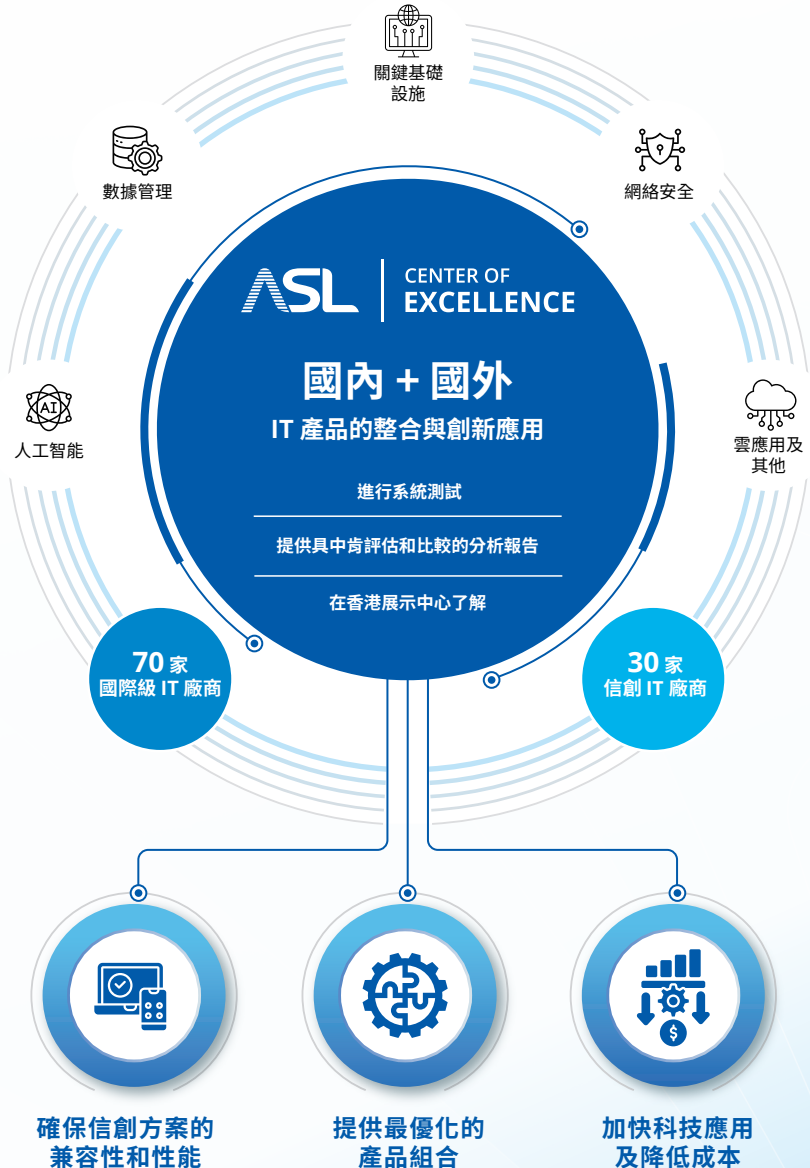 關鍵基礎
設施
數據管理
網絡安全
ASL
CENTER OF
EXCELLENCE
國內 + 國外
IT 產品的整合與創新應用
人工智能
AI
雲應用及
其他
進行系統測試
提供具中肯評估和比較的分析報告
在香港展示中心了解
70 家
國際級 IT 廠商
30 家
信創 IT 廠商
$
確保信創方案的
兼容性和性能
提供最優化的
產品組合
加快科技應用
及降低成本